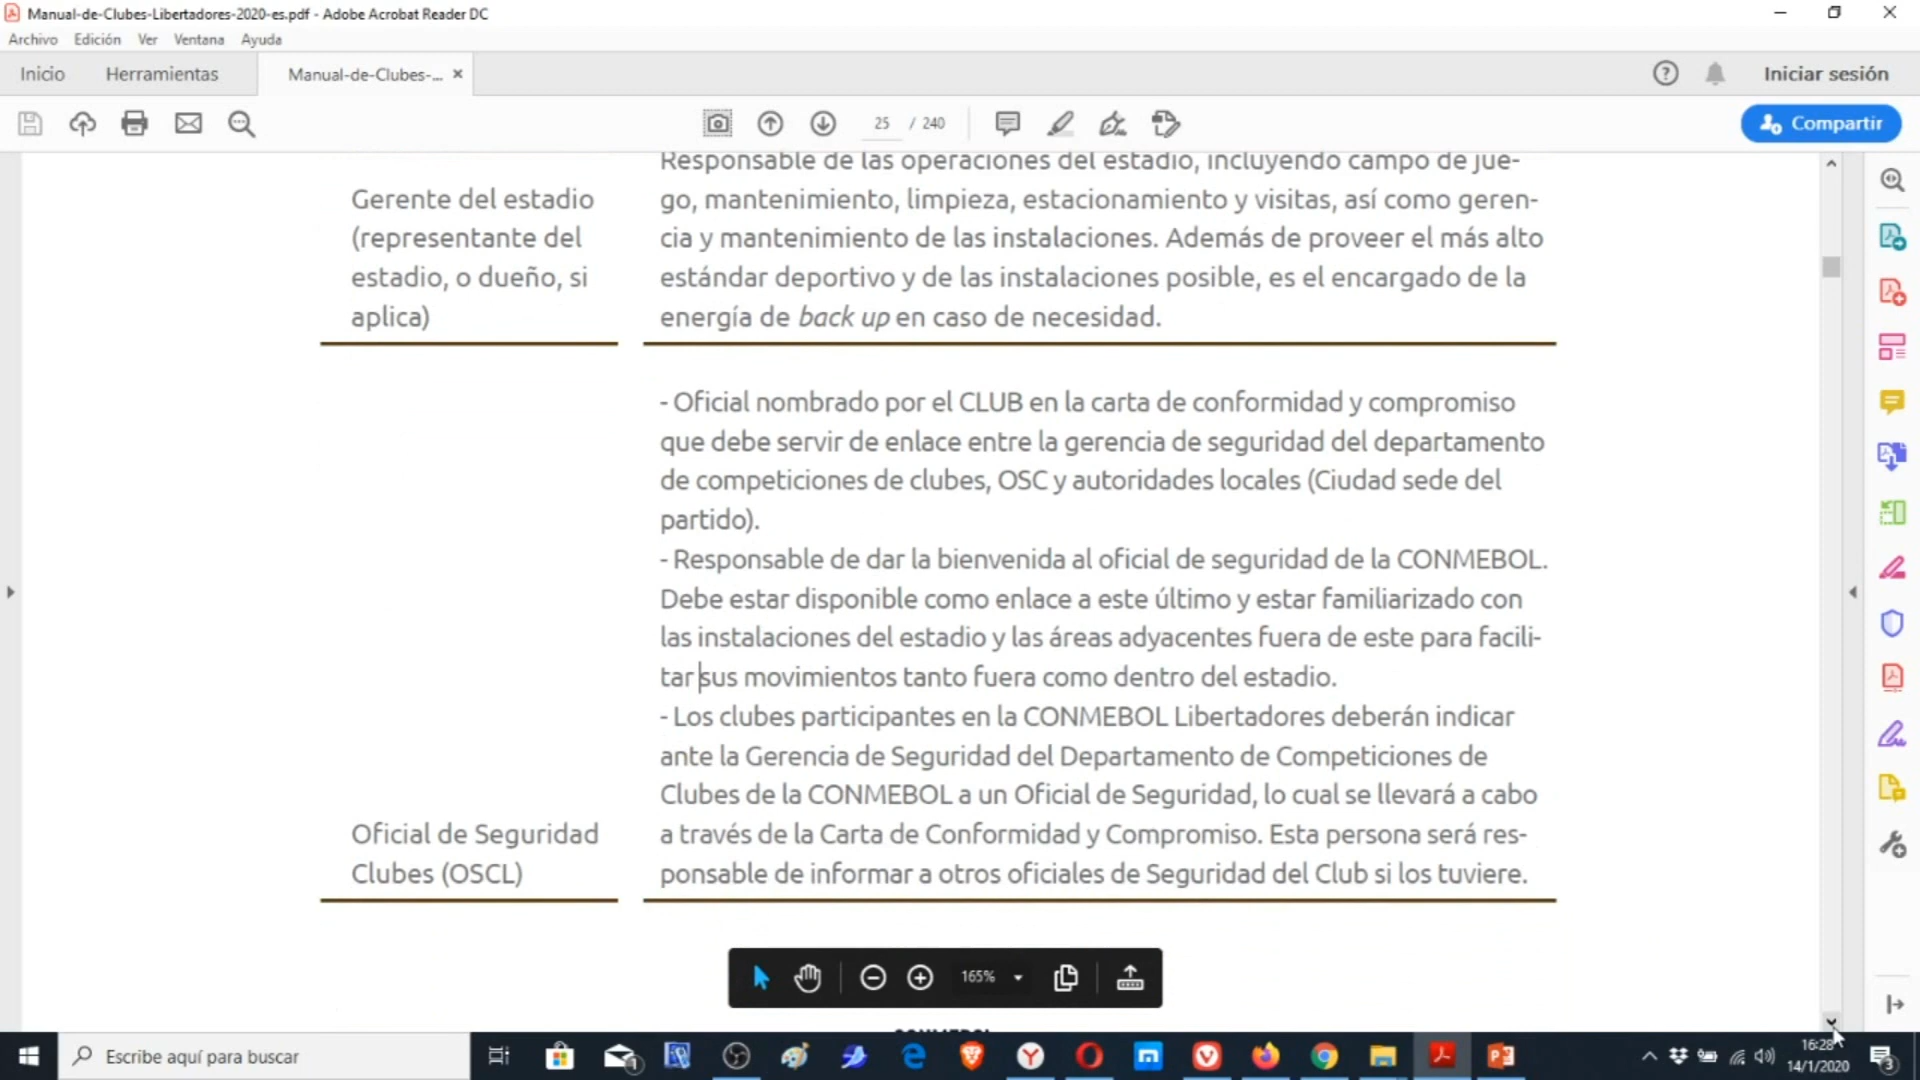 Manual-de-Clubes-Libertadores-2020-es.pdf - Adobe Acrobat Reader DC
Archivo Edición Ver Ventana Ayuda
Inicio Herramientas Manual-de-Clubes-... × Iniciar sesión
25 / 240 Compartir
Responsable de las operaciones del estadio, incluyendo campo de jue-
Gerente del estadio go, mantenimiento, limpieza, estacionamiento y visitas, así como geren-
(representante del cia y mantenimiento de las instalaciones. Además de proveer el más alto
estadio, o dueño, si estándar deportivo y de las instalaciones posible, es el encargado de la
aplica) energía de back up en caso de necesidad.
- Oficial nombrado por el CLUB en la carta de conformidad y compromiso
que debe servir de enlace entre la gerencia de seguridad del departamento
de competiciones de clubes, OSC y autoridades locales (Ciudad sede del
partido).
- Responsable de dar la bienvenida al oficial de seguridad de la CONMEBOL.
Debe estar disponible como enlace a este último y estar familiarizado con
las instalaciones del estadio y las áreas adyacentes fuera de este para facili-
tar sus movimientos tanto fuera como dentro del estadio.
- Los clubes participantes en la CONMEBOL Libertadores deberán indicar
ante la Gerencia de Seguridad del Departamento de Competiciones de
Clubes de la CONMEBOL a un Oficial de Seguridad, lo cual se llevará a cabo
Oficial de Seguridad a través de la Carta de Conformidad y Compromiso. Esta persona será res-
Clubes (OSCL) ponsable de informar a otros oficiales de Seguridad del Club si los tuviere.
165%
CONMEBOL
Escribe aquí para buscar
16:28
14/1/2020